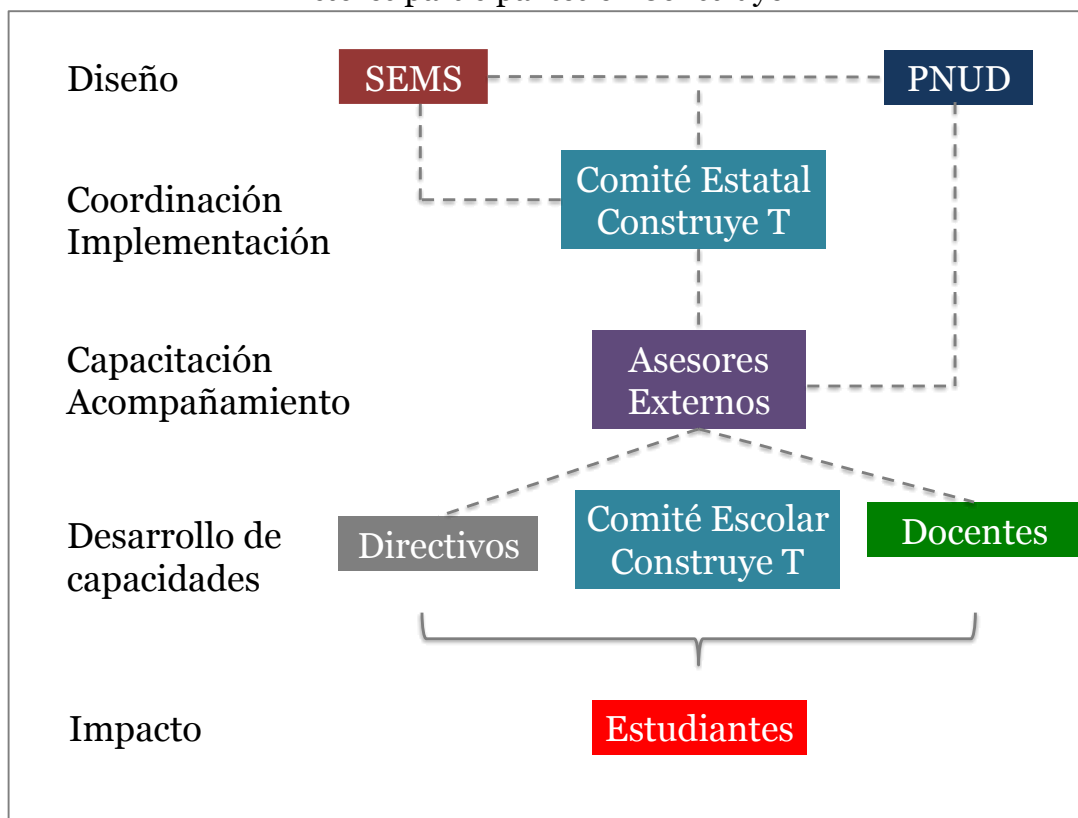 Diseño
SEMS
PNUD
Coordinación
Implementación
Comité Estatal
Construye T
Capacitación
Acompañamiento
Asesores
Externos
Desarrollo de
capacidades
Directivos
Comité Escolar
Construye T
Docentes
Impacto
Estudiantes